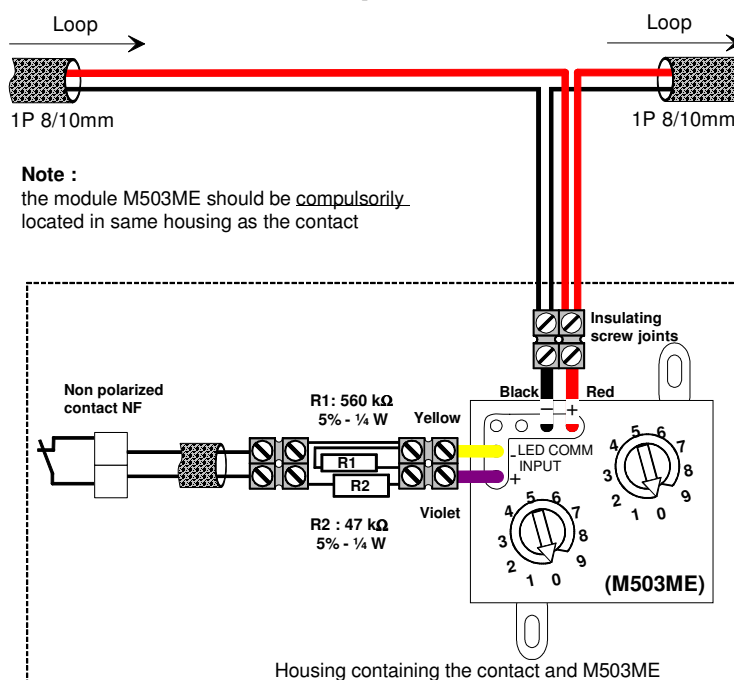 Loop
Loop
1P 8/10mm
1P 8/10mm
Note :
the module M503ME should be compulsorily
located in same housing as the contact
Insulating
screw joints
Non polarized
contact NF
R1: 560 kΩ
5% - ¼ W
Yellow
Black
Red
- +
LED COMM
INPUT
-
+
R1
R2
Violet
R2 : 47 kΩ
5% - ¼ W
0 1 2 3 4 5 6 7 8 9
0 1 2 3 4 5 6 7 8 9
(M503ME)
Housing containing the contact and M503ME